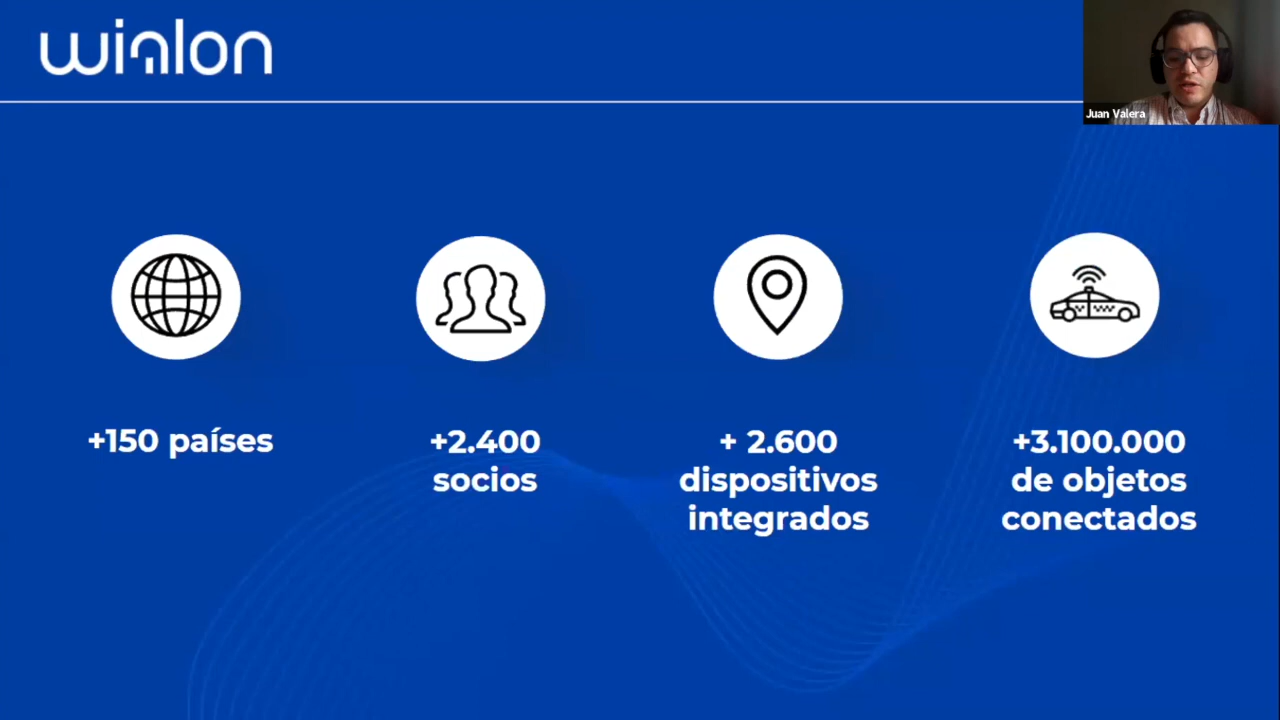 wialon
Juan Valera
+150 países
+2.400
socios
+ 2.600
dispositivos
integrados
+3.100.000
de objetos
conectados